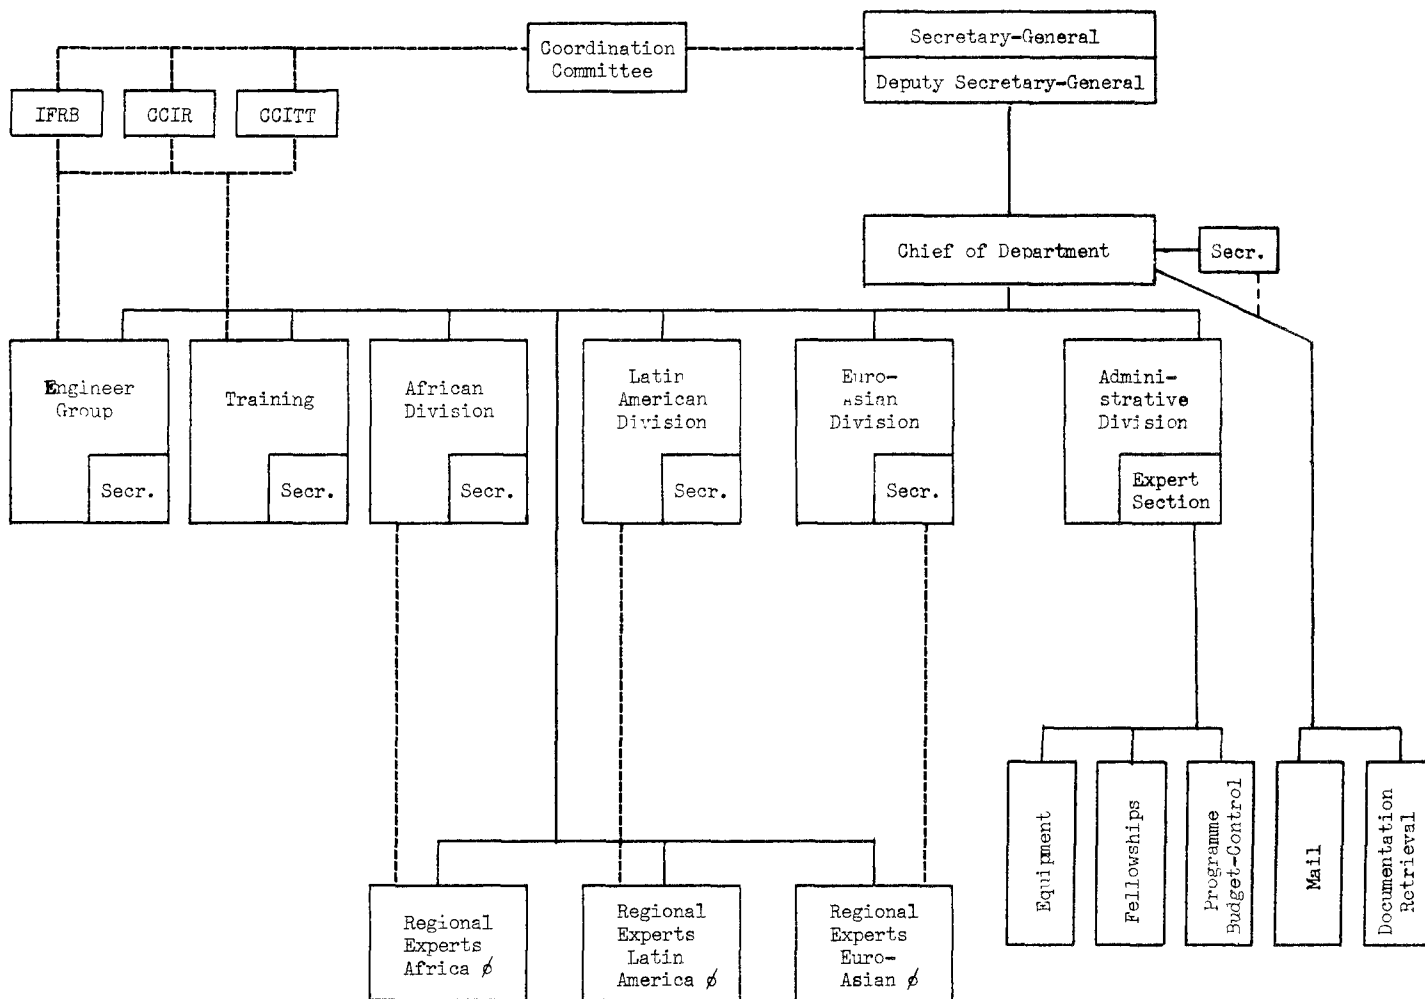 Secretary-General
Coordination
Committee
Deputy Secretary-General
IFRB
CCIR
CCITT
Chief of Department
Secr.
Engineer
Group
Secr.
Training
Secr.
African
Division
Secr.
Latin
American
Division
Secr.
Euro-
Asian
Division
Secr.
Admini-
strative
Division
Expert
Section
Equipment
Fellowships
Programme
Budget-Control
Mail
Documentation
Retrieval
Regional
Experts
Africa ∅
Regional
Experts
Latin
America ∅
Regional
Experts
Euro-
Asian ∅